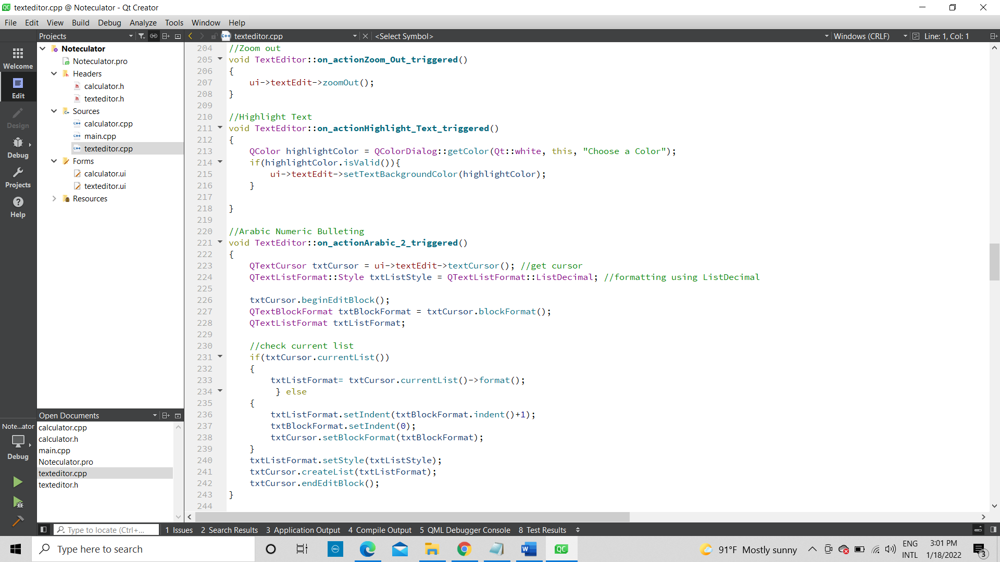 texteditor.cpp @ Noteculator - Qt Creator
File Edit View Build Debug Analyze Tools Window Help
Projects
texteditor.cpp
<Select Symbol>
Windows (CRLF)
Line: 1, Col: 1
Welcome
Edit
Design
Debug
Projects
Help
Noteculator
Noteculator.pro
Headers
calculator.h
texteditor.h
Sources
calculator.cpp
main.cpp
texteditor.cpp
Forms
calculator.ui
texteditor.ui
Resources
Open Documents
calculator.cpp
calculator.h
main.cpp
Noteculator.pro
texteditor.cpp
texteditor.h
Note...ator
Debug
204 //Zoom out
205 void TextEditor::on_actionZoom_Out_triggered()
206 {
207     ui->textEdit->zoomOut();
208 }
209
210 //Highlight Text
211 void TextEditor::on_actionHighlight_Text_triggered()
212 {
213     QColor highlightColor = QColorDialog::getColor(Qt::white, this, "Choose a Color");
214     if(highlightColor.isValid()){
215         ui->textEdit->setTextBackgroundColor(highlightColor);
216     }
217
218 }
219
220 //Arabic Numeric Bulleting
221 void TextEditor::on_actionArabic_2_triggered()
222 {
223     QTextCursor txtCursor = ui->textEdit->textCursor(); //get cursor
224     QTextListFormat::Style txtListStyle = QTextListFormat::ListDecimal; //formatting using ListDecimal
225
226     txtCursor.beginEditBlock();
227     QTextBlockFormat txtBlockFormat = txtCursor.blockFormat();
228     QTextListFormat txtListFormat;
229
230     //check current list
231     if(txtCursor.currentList())
232     {
233         txtListFormat= txtCursor.currentList()->format();
234          } else
235     {
236         txtListFormat.setIndent(txtBlockFormat.indent()+1);
237         txtBlockFormat.setIndent(0);
238         txtCursor.setBlockFormat(txtBlockFormat);
239     }
240     txtListFormat.setStyle(txtListStyle);
241     txtCursor.createList(txtListFormat);
242     txtCursor.endEditBlock();
243 }
244
Type to locate (Ctrl+...
1 Issues 2 Search Results 3 Application Output 4 Compile Output 5 QML Debugger Console 8 Test Results
Type here to search
91°F Mostly sunny
ENG
INTL
3:01 PM
1/18/2022
3